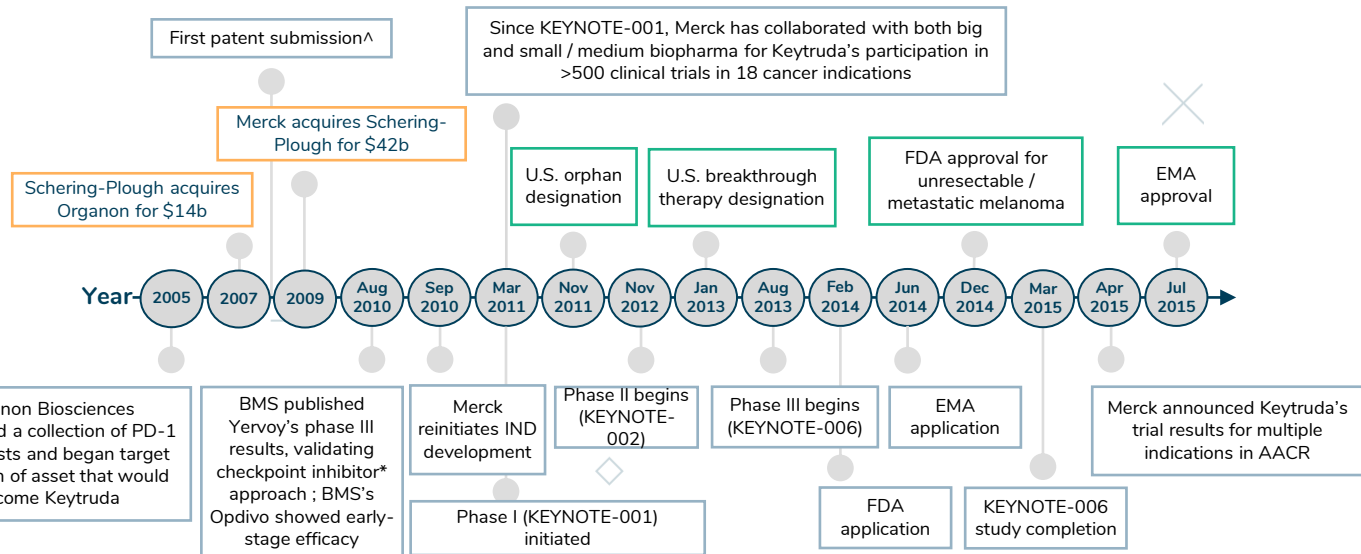 First patent submission^
Since KEYNOTE-001, Merck has collaborated with both big
and small / medium biopharma for Keytruda's participation in
>500 clinical trials in 18 cancer indications
Merck acquires Schering-
Plough for $42b
Schering-Plough acquires
Organon for $14b
U.S. orphan
designation
U.S. breakthrough
therapy designation
FDA approval for
unresectable /
metastatic melanoma
EMA
approval
Year
2005
2007
2009
Aug
2010
Sep
2010
Mar
2011
Nov
2011
Nov
2012
Jan
2013
Aug
2013
Feb
2014
Jun
2014
Dec
2014
Mar
2015
Apr
2015
Jul
2015
Biosciences
a collection of PD-1
and began target
of asset that would
Keytruda
BMS published
Yervoy's phase III
results, validating
checkpoint inhibitor*
approach ; BMS's
Opdivo showed early-
stage efficacy
Merck
reinitiates IND
development
Phase I (KEYNOTE-001)
initiated
Phase II begins
(KEYNOTE-
002)
Phase III begins
(KEYNOTE-006)
FDA
application
EMA
application
KEYNOTE-006
study completion
Merck announced Keytruda's
trial results for multiple
indications in AACR